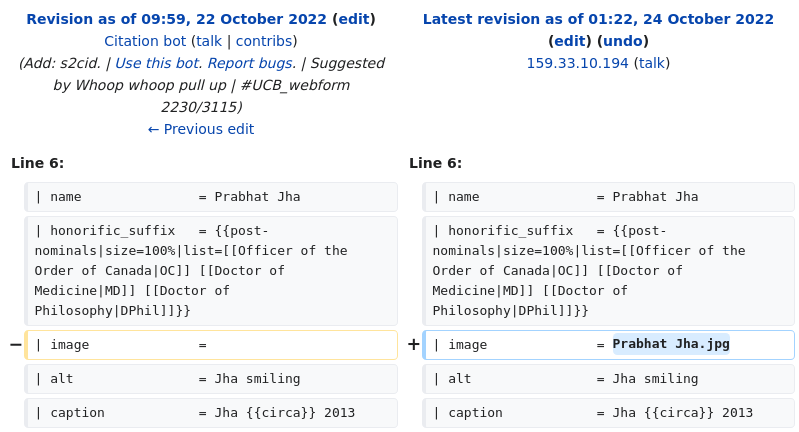 Revision as of 09:59, 22 October 2022 (edit)
Citation bot (talk | contribs)
(Add: s2cid. | Use this bot. Report bugs. | Suggested
by Whoop whoop pull up | #UCB_webform
2230/3115)
← Previous edit
Latest revision as of 01:22, 24 October 2022
(edit) (undo)
159.33.10.194 (talk)
Line 6:
| name = Prabhat Jha
| honorific_suffix = {{post-
nominals|size=100%|list=[[Officer of the
Order of Canada|OC]] [[Doctor of
Medicine|MD]] [[Doctor of
Philosophy|DPhil]]}}
− | image =
| alt = Jha smiling
| caption = Jha {{circa}} 2013
Line 6:
| name = Prabhat Jha
| honorific_suffix = {{post-
nominals|size=100%|list=[[Officer of the
Order of Canada|OC]] [[Doctor of
Medicine|MD]] [[Doctor of
Philosophy|DPhil]]}}
+ | image = Prabhat Jha.jpg
| alt = Jha smiling
| caption = Jha {{circa}} 2013